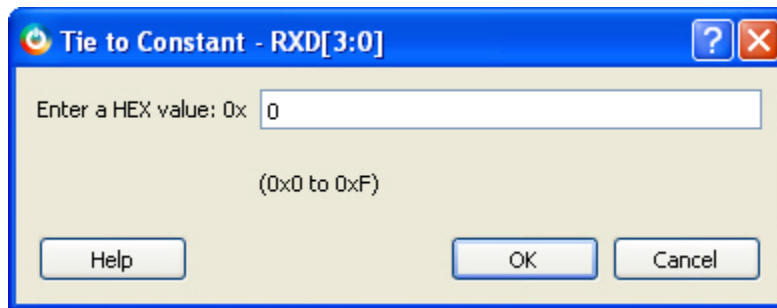 Tie to Constant - RXD[3:0]
Enter a HEX value: 0x 0
(0x0 to 0xF)
Help OK Cancel